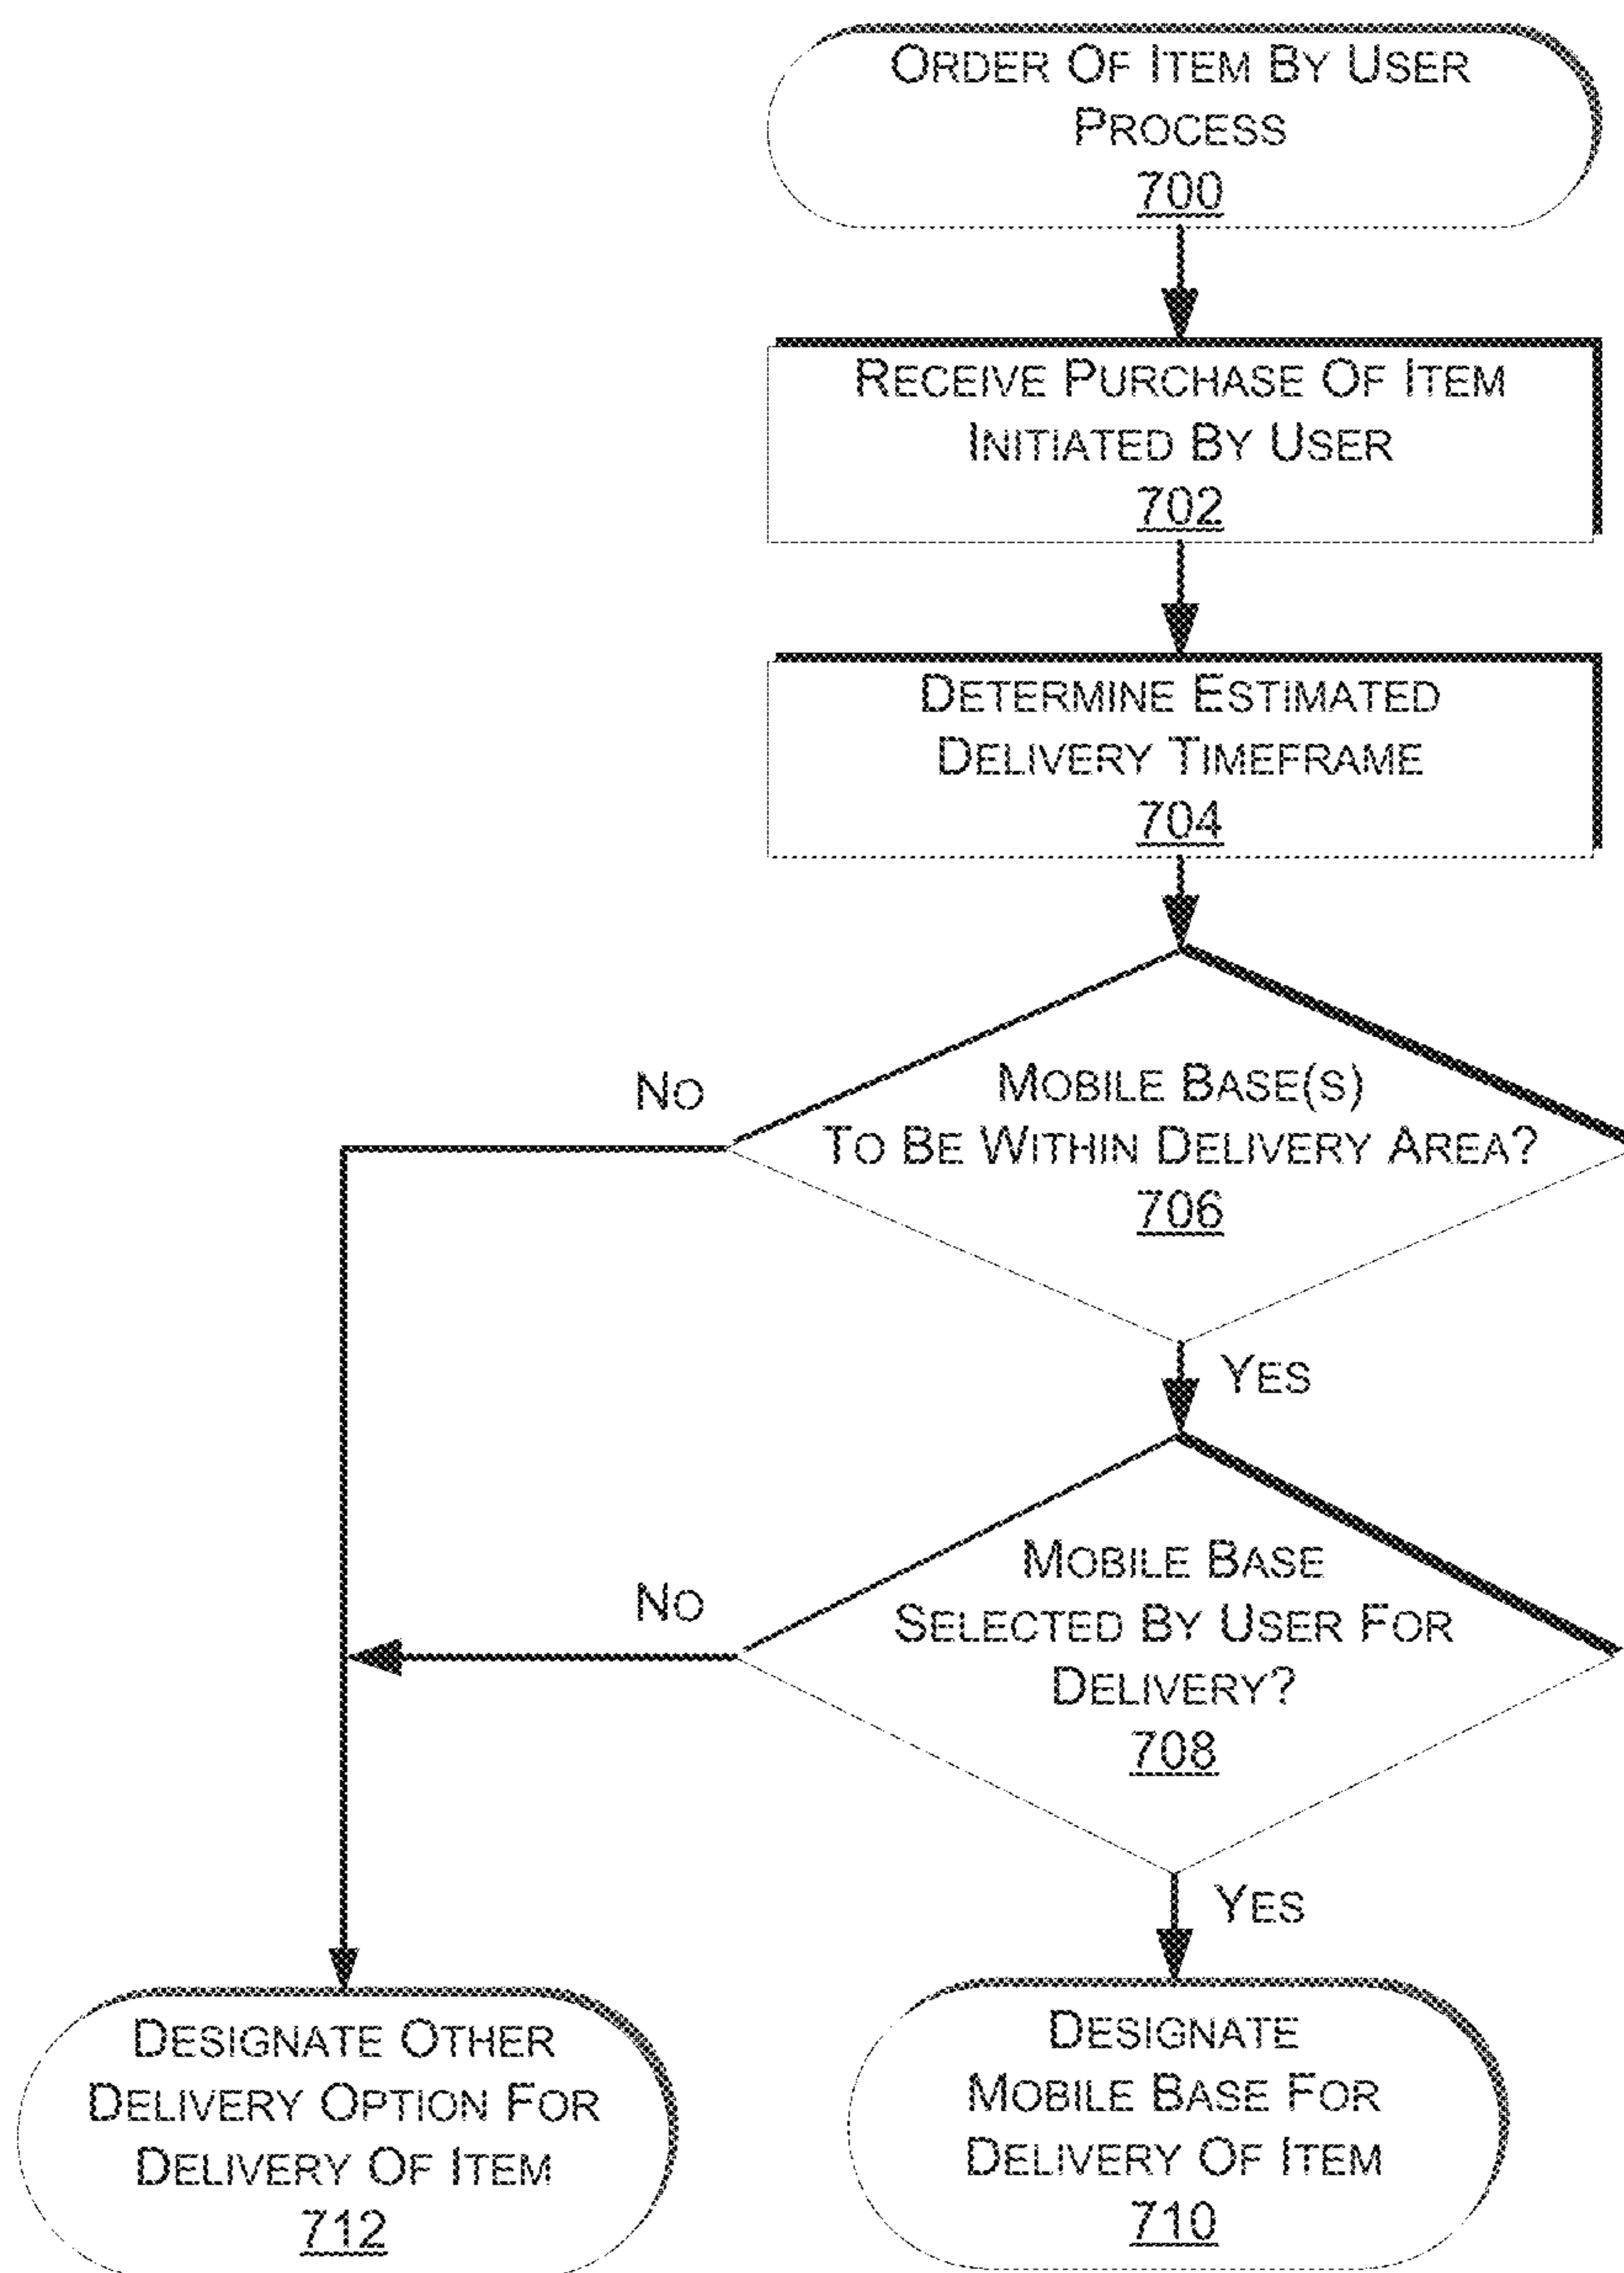 ORDER OF ITEM BY USER
PROCESS
700
RECEIVE PURCHASE OF ITEM
INITIATED BY USER
702
DETERMINE ESTIMATED
DELIVERY TIMEFRAME
704
MOBILE BASE(S)
TO BE WITHIN DELIVERY AREA?
706
NO
YES
MOBILE BASE
SELECTED BY USER FOR
DELIVERY?
708
NO
YES
DESIGNATE OTHER
DELIVERY OPTION FOR
DELIVERY OF ITEM
712
DESIGNATE
MOBILE BASE FOR
DELIVERY OF ITEM
710